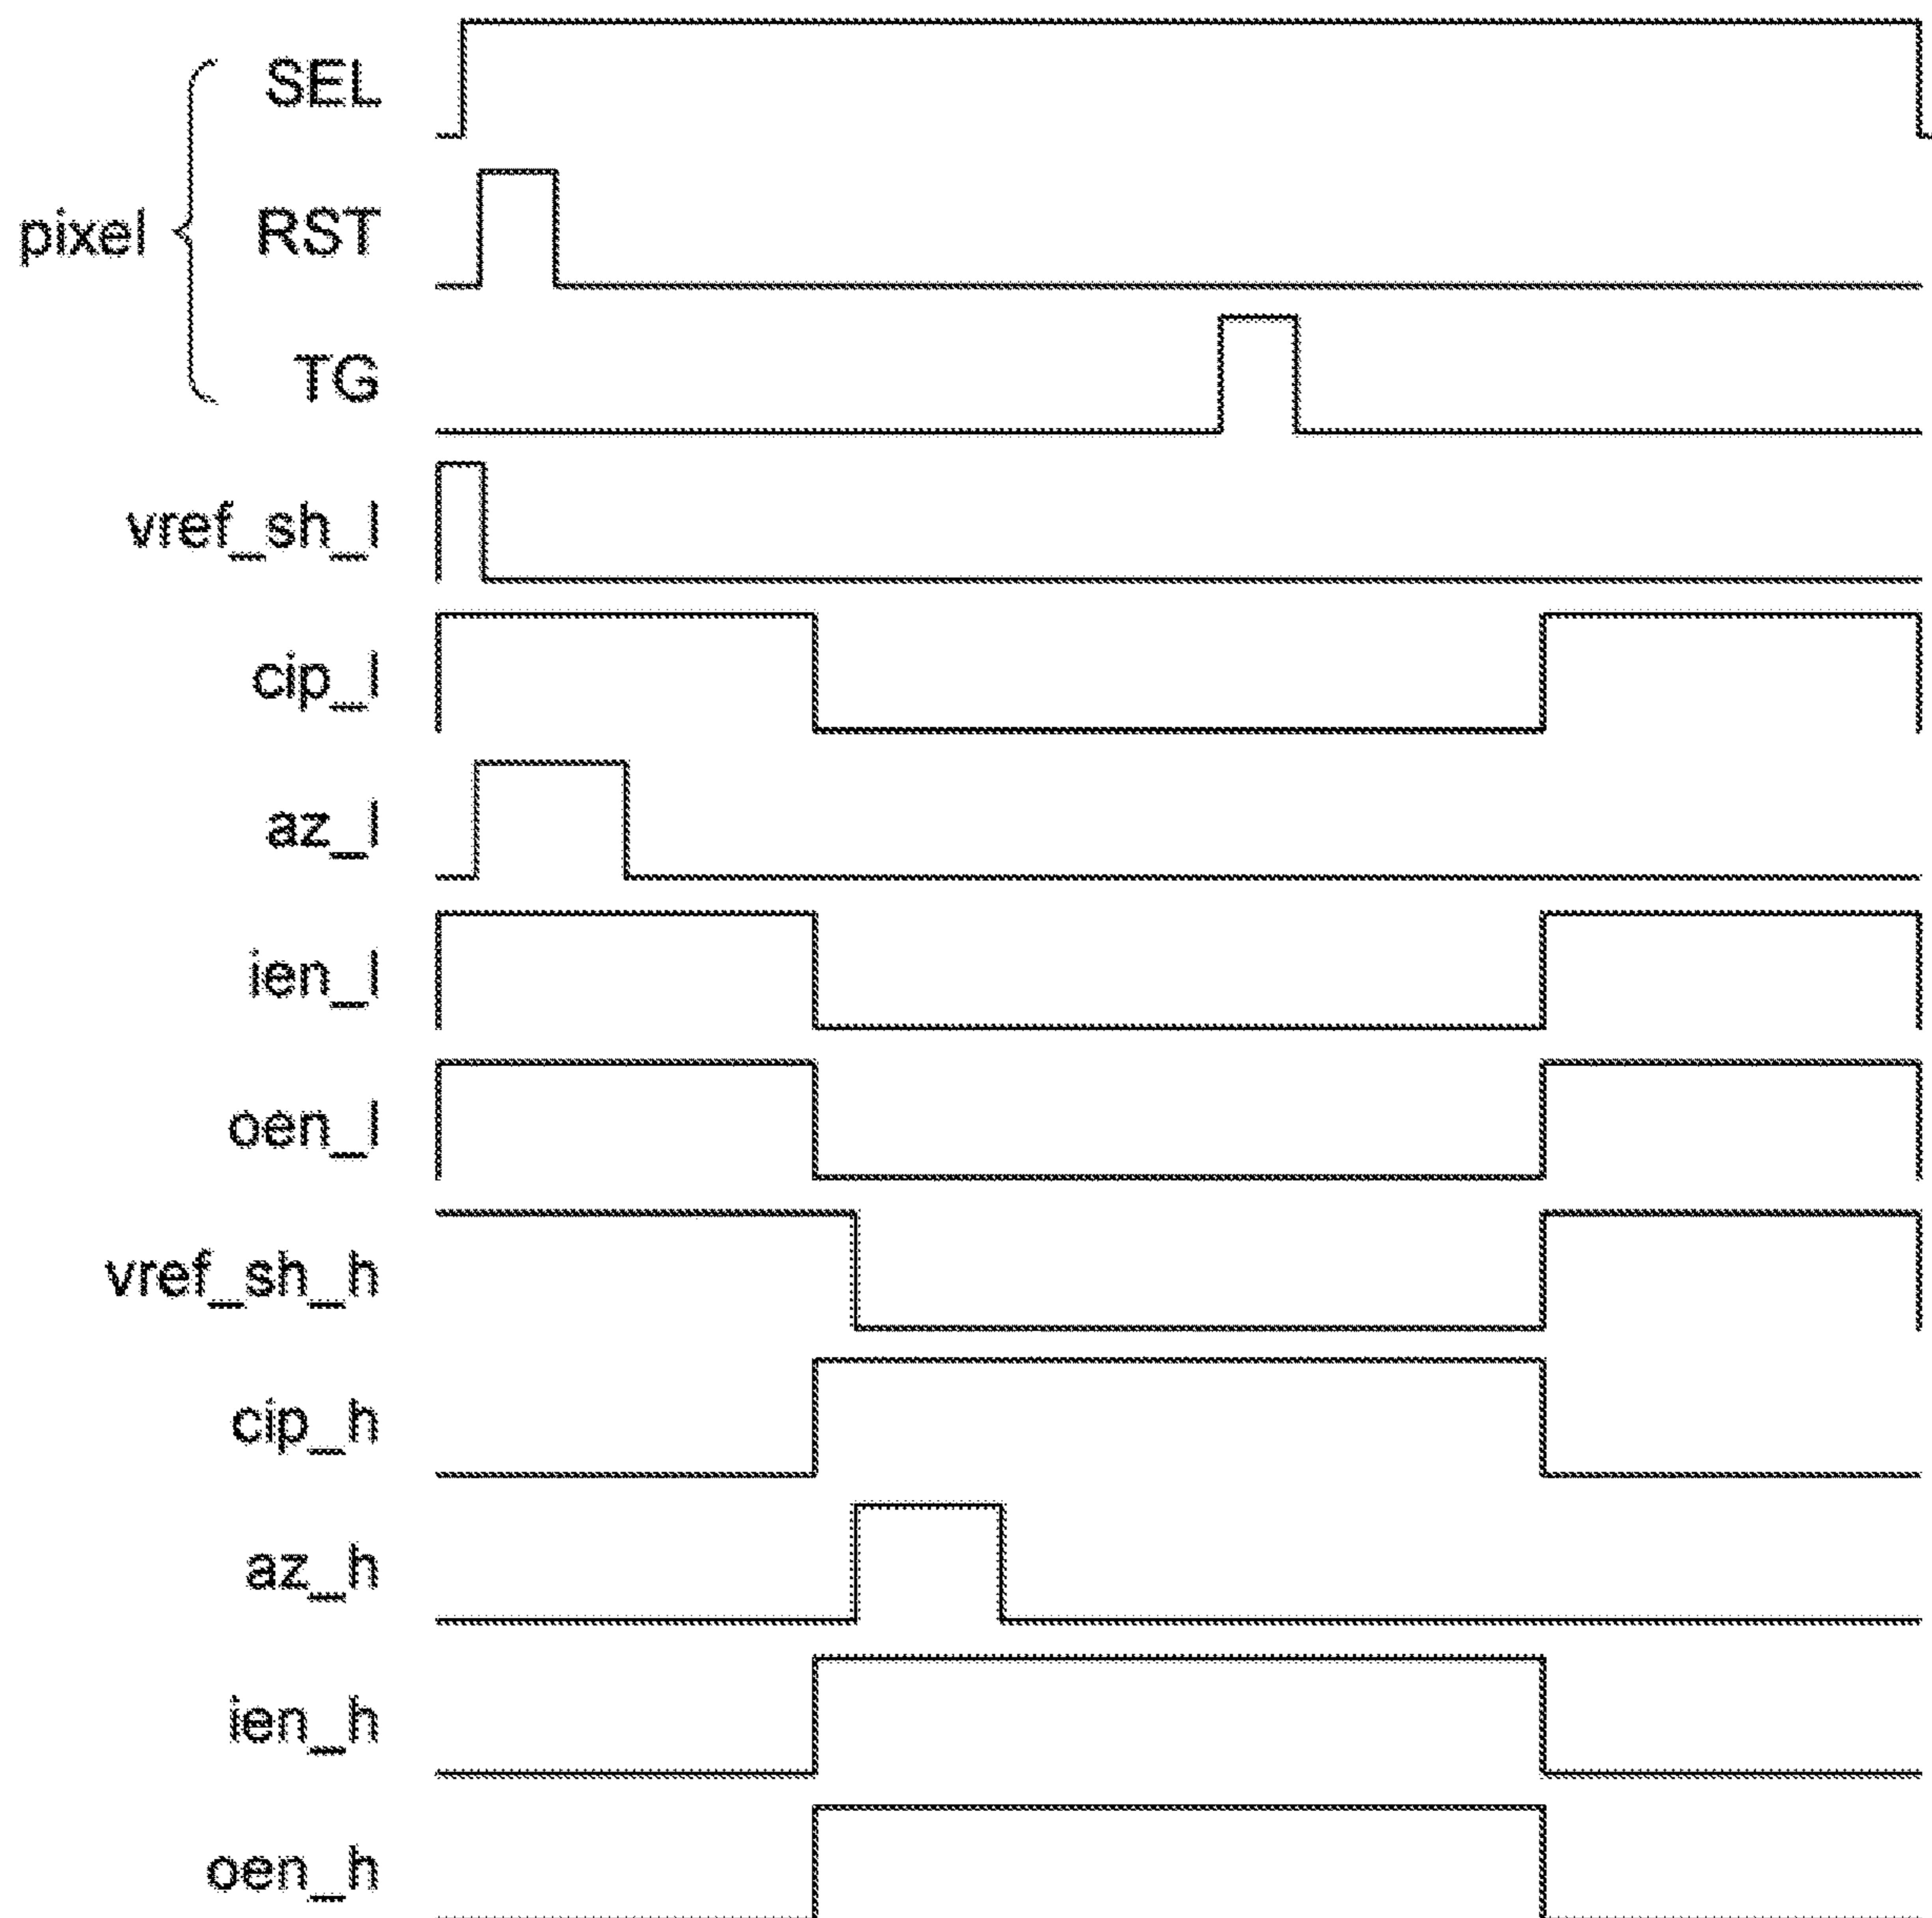 SEL
pixel RST
TG
vref_sh_l
cip_l
az_l
ien_l
oen_l
vref_sh_h
cip_h
az_h
ien_h
oen_h